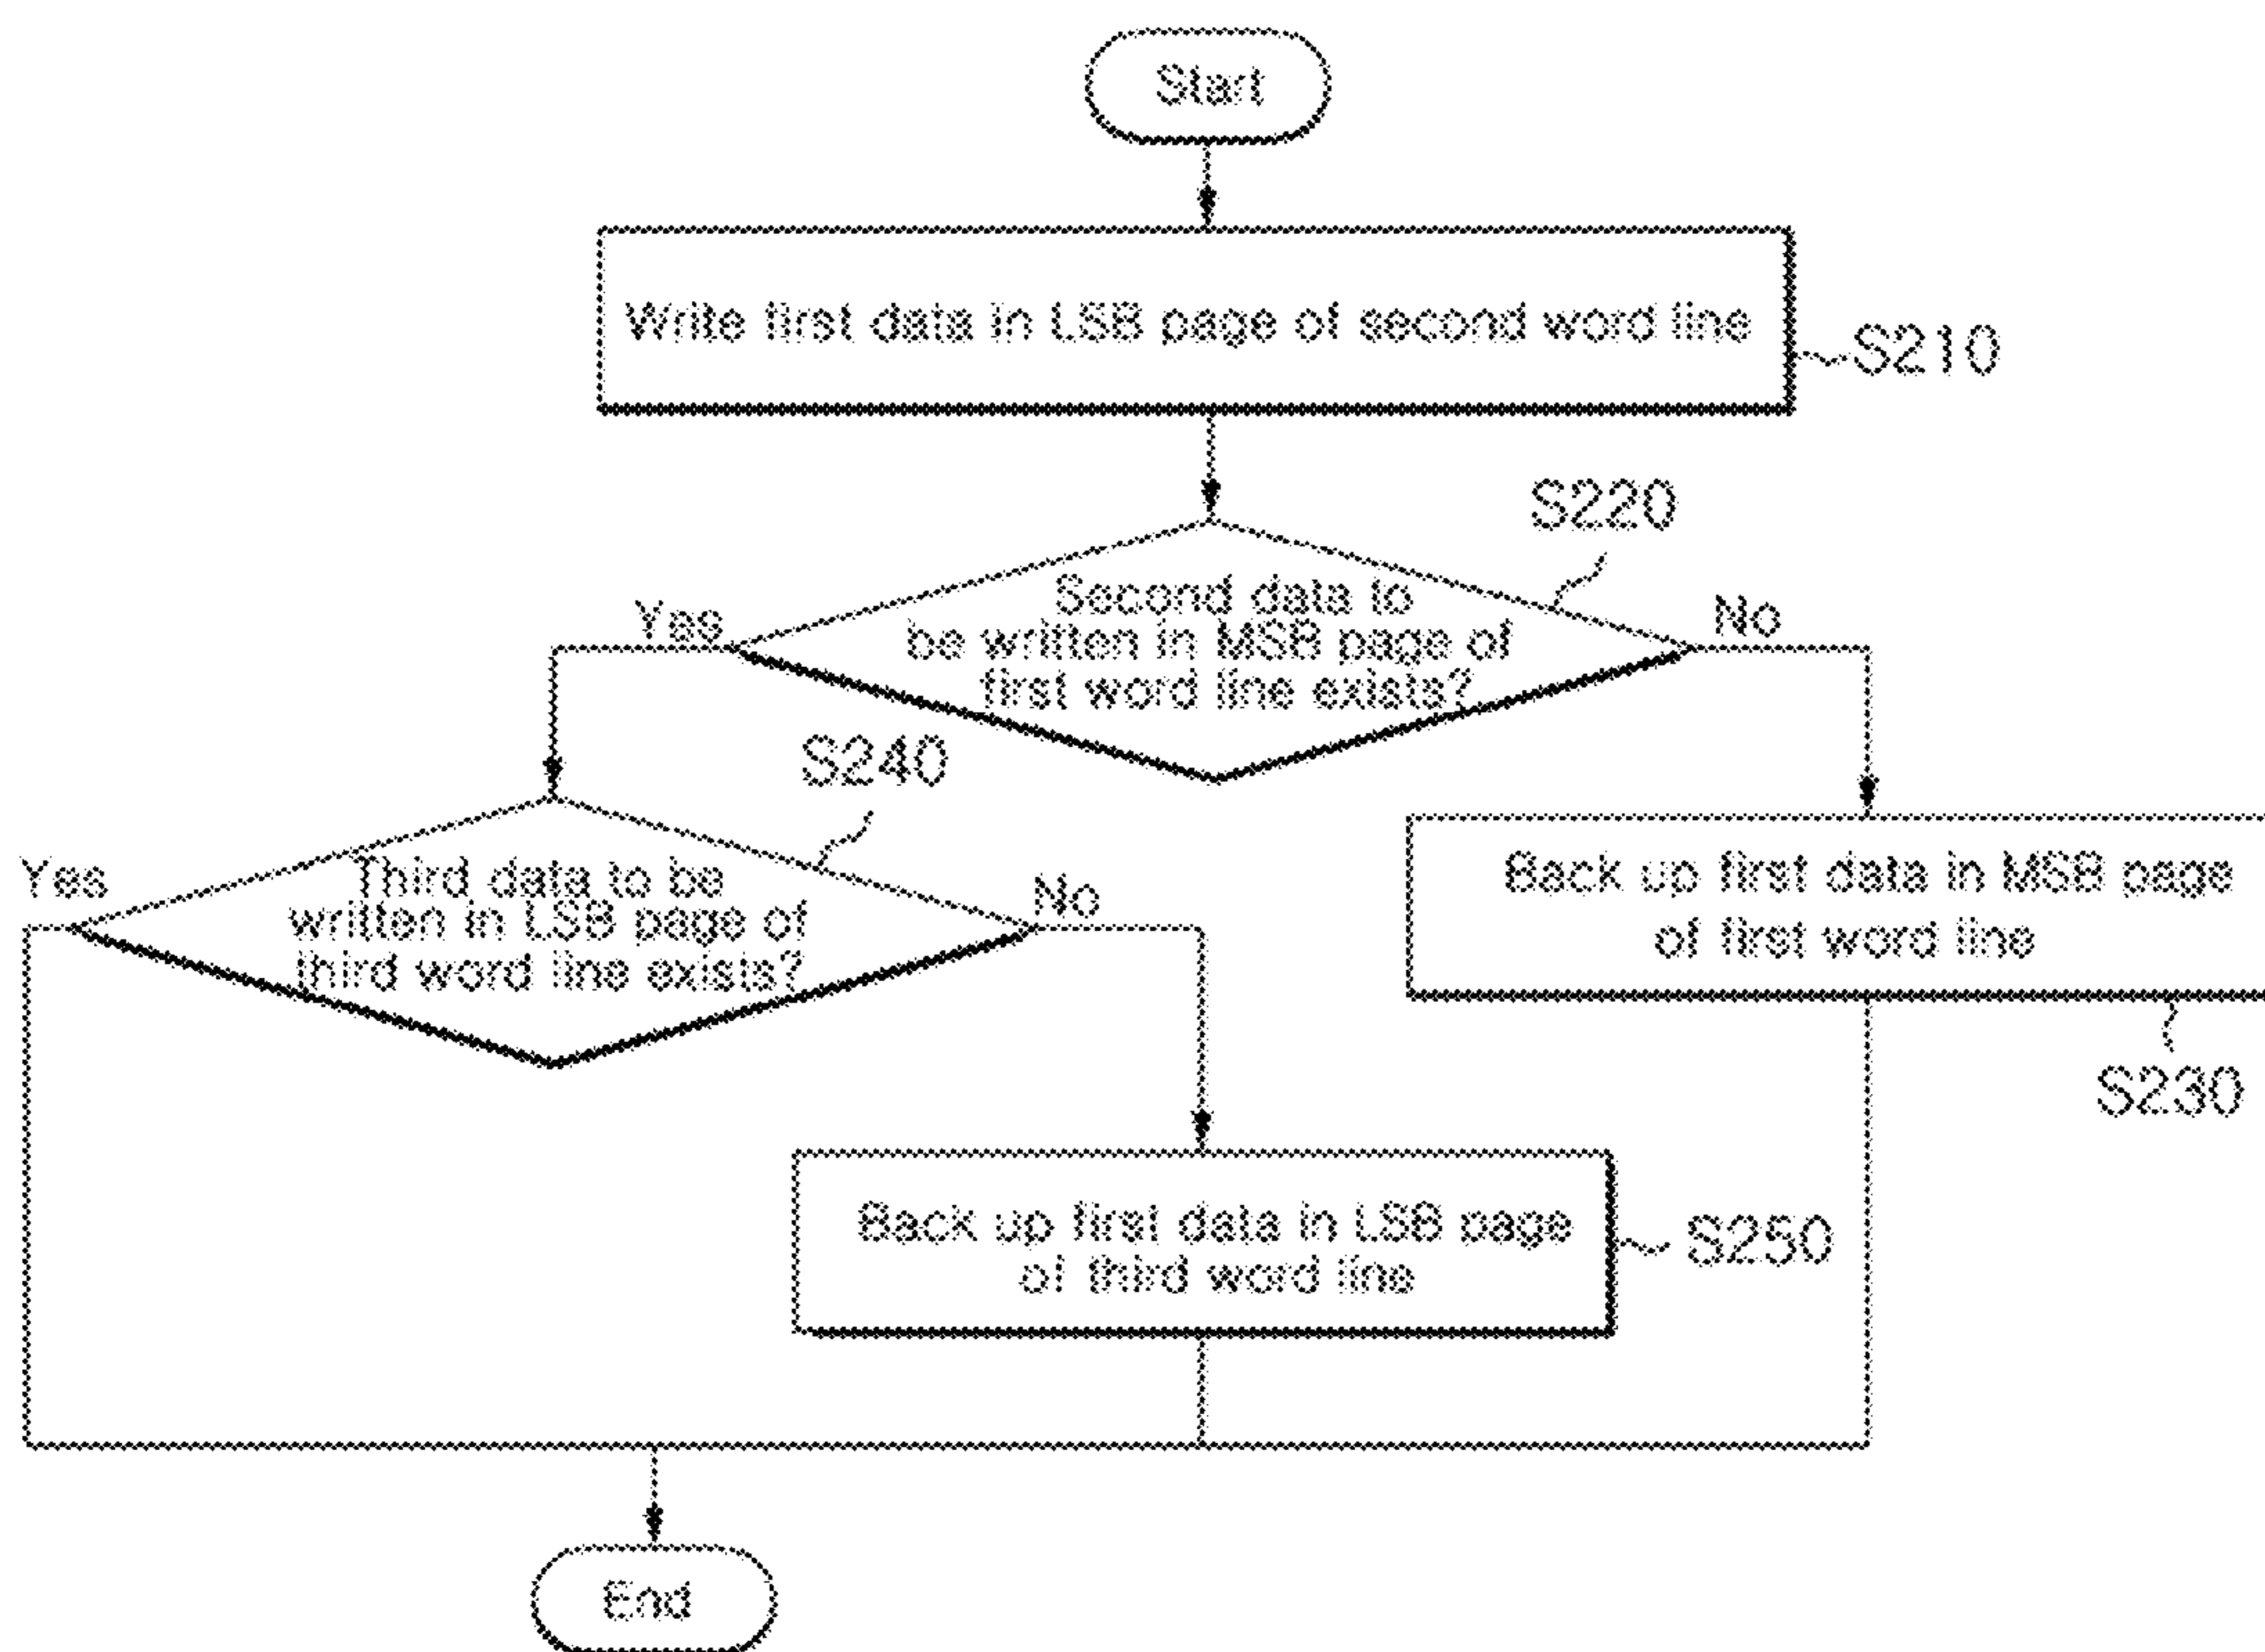 Start
Write first data in LSB page of second word line
S210
S220
Second data to
be written in MSB page of
first word line exists?
Yes
No
S240
Third data to be
written in LSB page of
third word line exists?
Yes
No
Back up first data in MSB page
of first word line
S230
Back up first data in LSB page
of third word line
S250
End